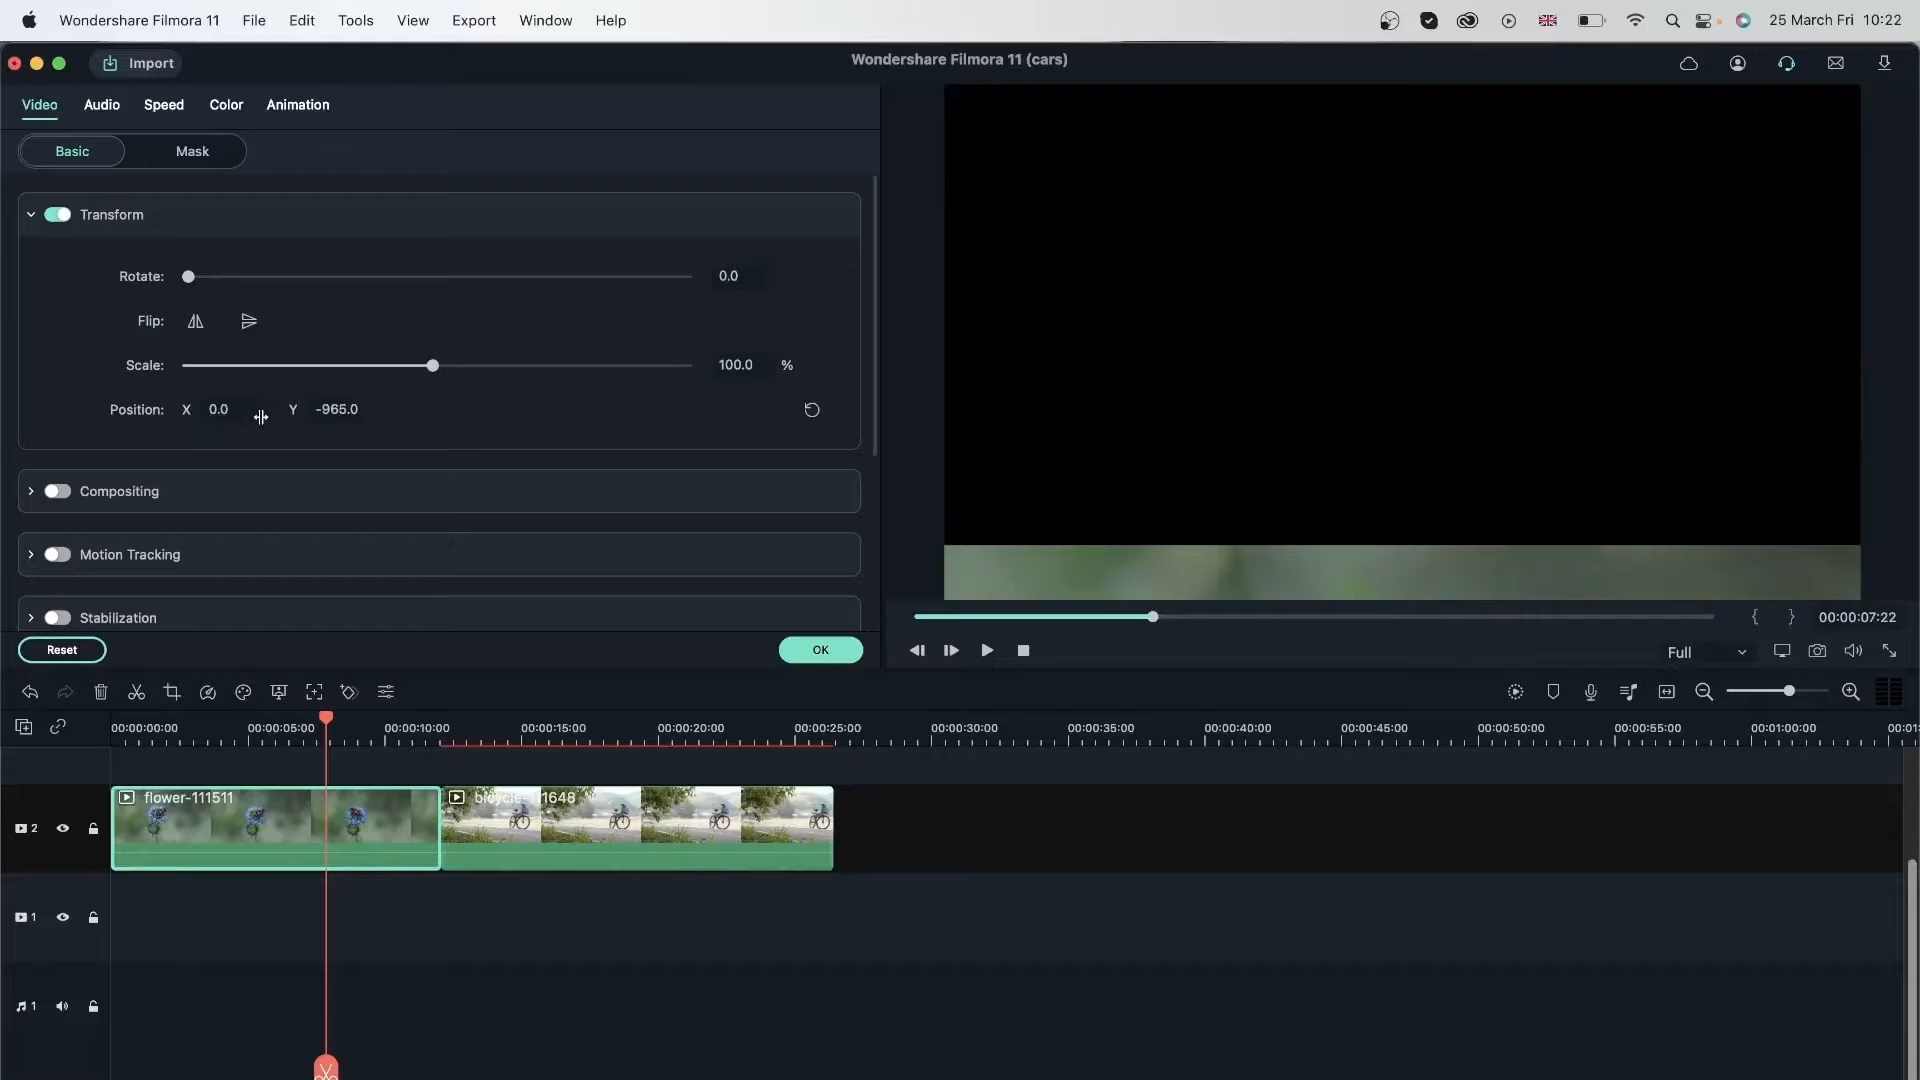 Wondershare Filmora 11 File Edit Tools View Export Window Help 25 March Fri 10:22
Import Wondershare Filmora 11 (cars)
Video Audio Speed Color Animation
Basic Mask
Transform
Rotate: 0.0
Flip:
Scale: 100.0 %
Position: X 0.0 Y -965.0
Compositing
Motion Tracking
Stabilization
{ } 00:00:07:22
Reset OK
Full
00:00:00:00 00:00:05:00 00:00:10:00 00:00:15:00 00:00:20:00 00:00:25:00 00:00:30:00 00:00:35:00 00:00:40:00 00:00:45:00 00:00:50:00 00:00:55:00 00:01:00:00 00:01
flower-111511 bicycle-111648
2
1
1